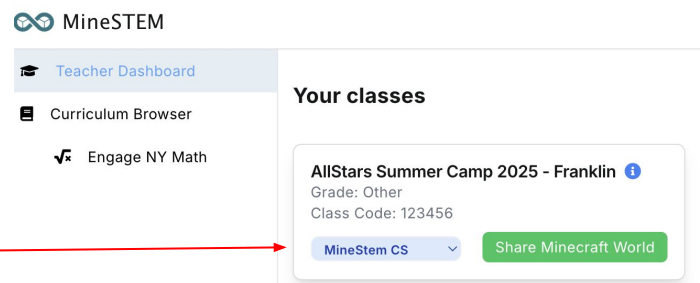 MineSTEM
Teacher Dashboard
Curriculum Browser
√x Engage NY Math
Your classes
AllStars Summer Camp 2025 - Franklin
Grade: Other
Class Code: 123456
MineStem CS
Share Minecraft World